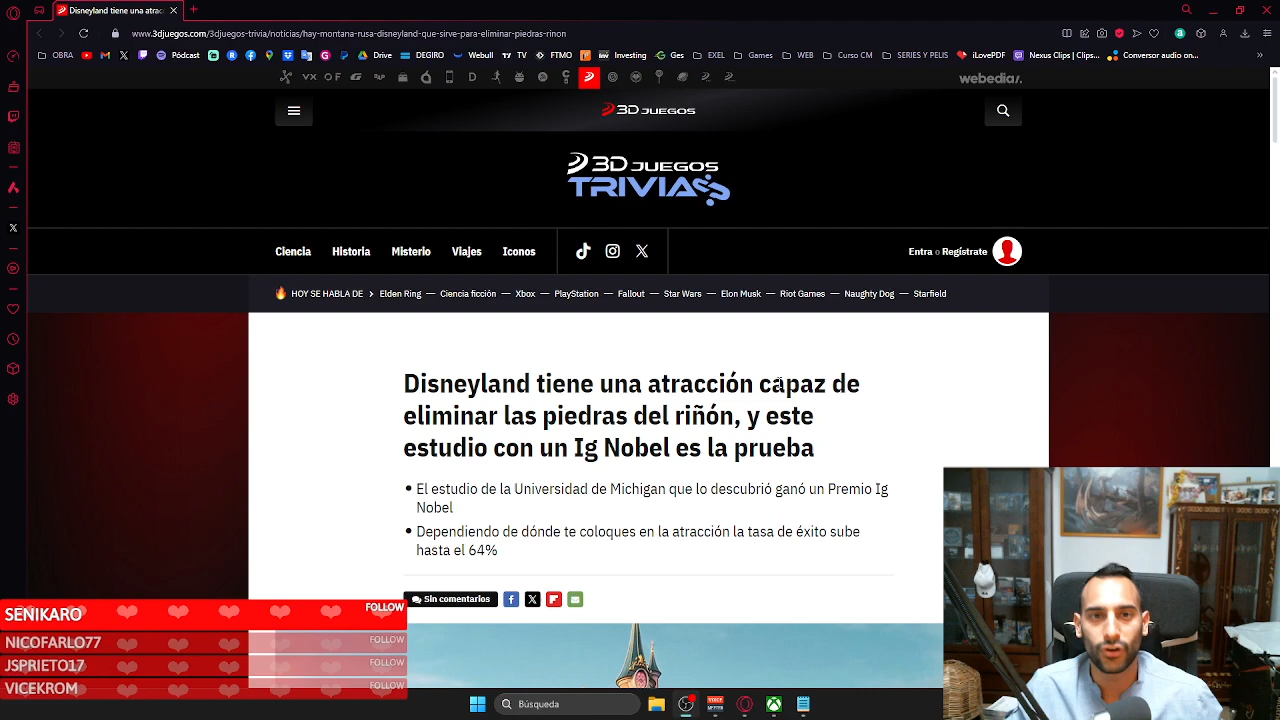 Disneyland tiene una atrac
www.3djuegos.com/3djuegos-trivia/noticias/hay-montana-rusa-disneyland-que-sirve-para-eliminar-piedras-rinon
OBRA Pódcast DEGIRO Webull TV FTMO Investing Ges EXEL Games WEB Curso CM SERIES Y PELIS iLovePDF Nexus Clips | Clips... Conversor audio on...
VX OF webedia.
3D JUEGOS
3D JUEGOS
TRIVIAS
Ciencia Historia Misterio Viajes Iconos Entra o Regístrate
HOY SE HABLA DE Elden Ring — Ciencia ficción — Xbox — PlayStation — Fallout — Star Wars — Elon Musk — Riot Games — Naughty Dog — Starfield
Disneyland tiene una atracción capaz de
eliminar las piedras del riñón, y este
estudio con un Ig Nobel es la prueba
• El estudio de la Universidad de Michigan que lo descubrió ganó un Premio Ig
Nobel
• Dependiendo de dónde te coloques en la atracción la tasa de éxito sube
hasta el 64%
Sin comentarios
SENIKARO FOLLOW
NICOFARLO77 FOLLOW
JSPRIETO17 FOLLOW
VICEKROM FOLLOW
Búsqueda